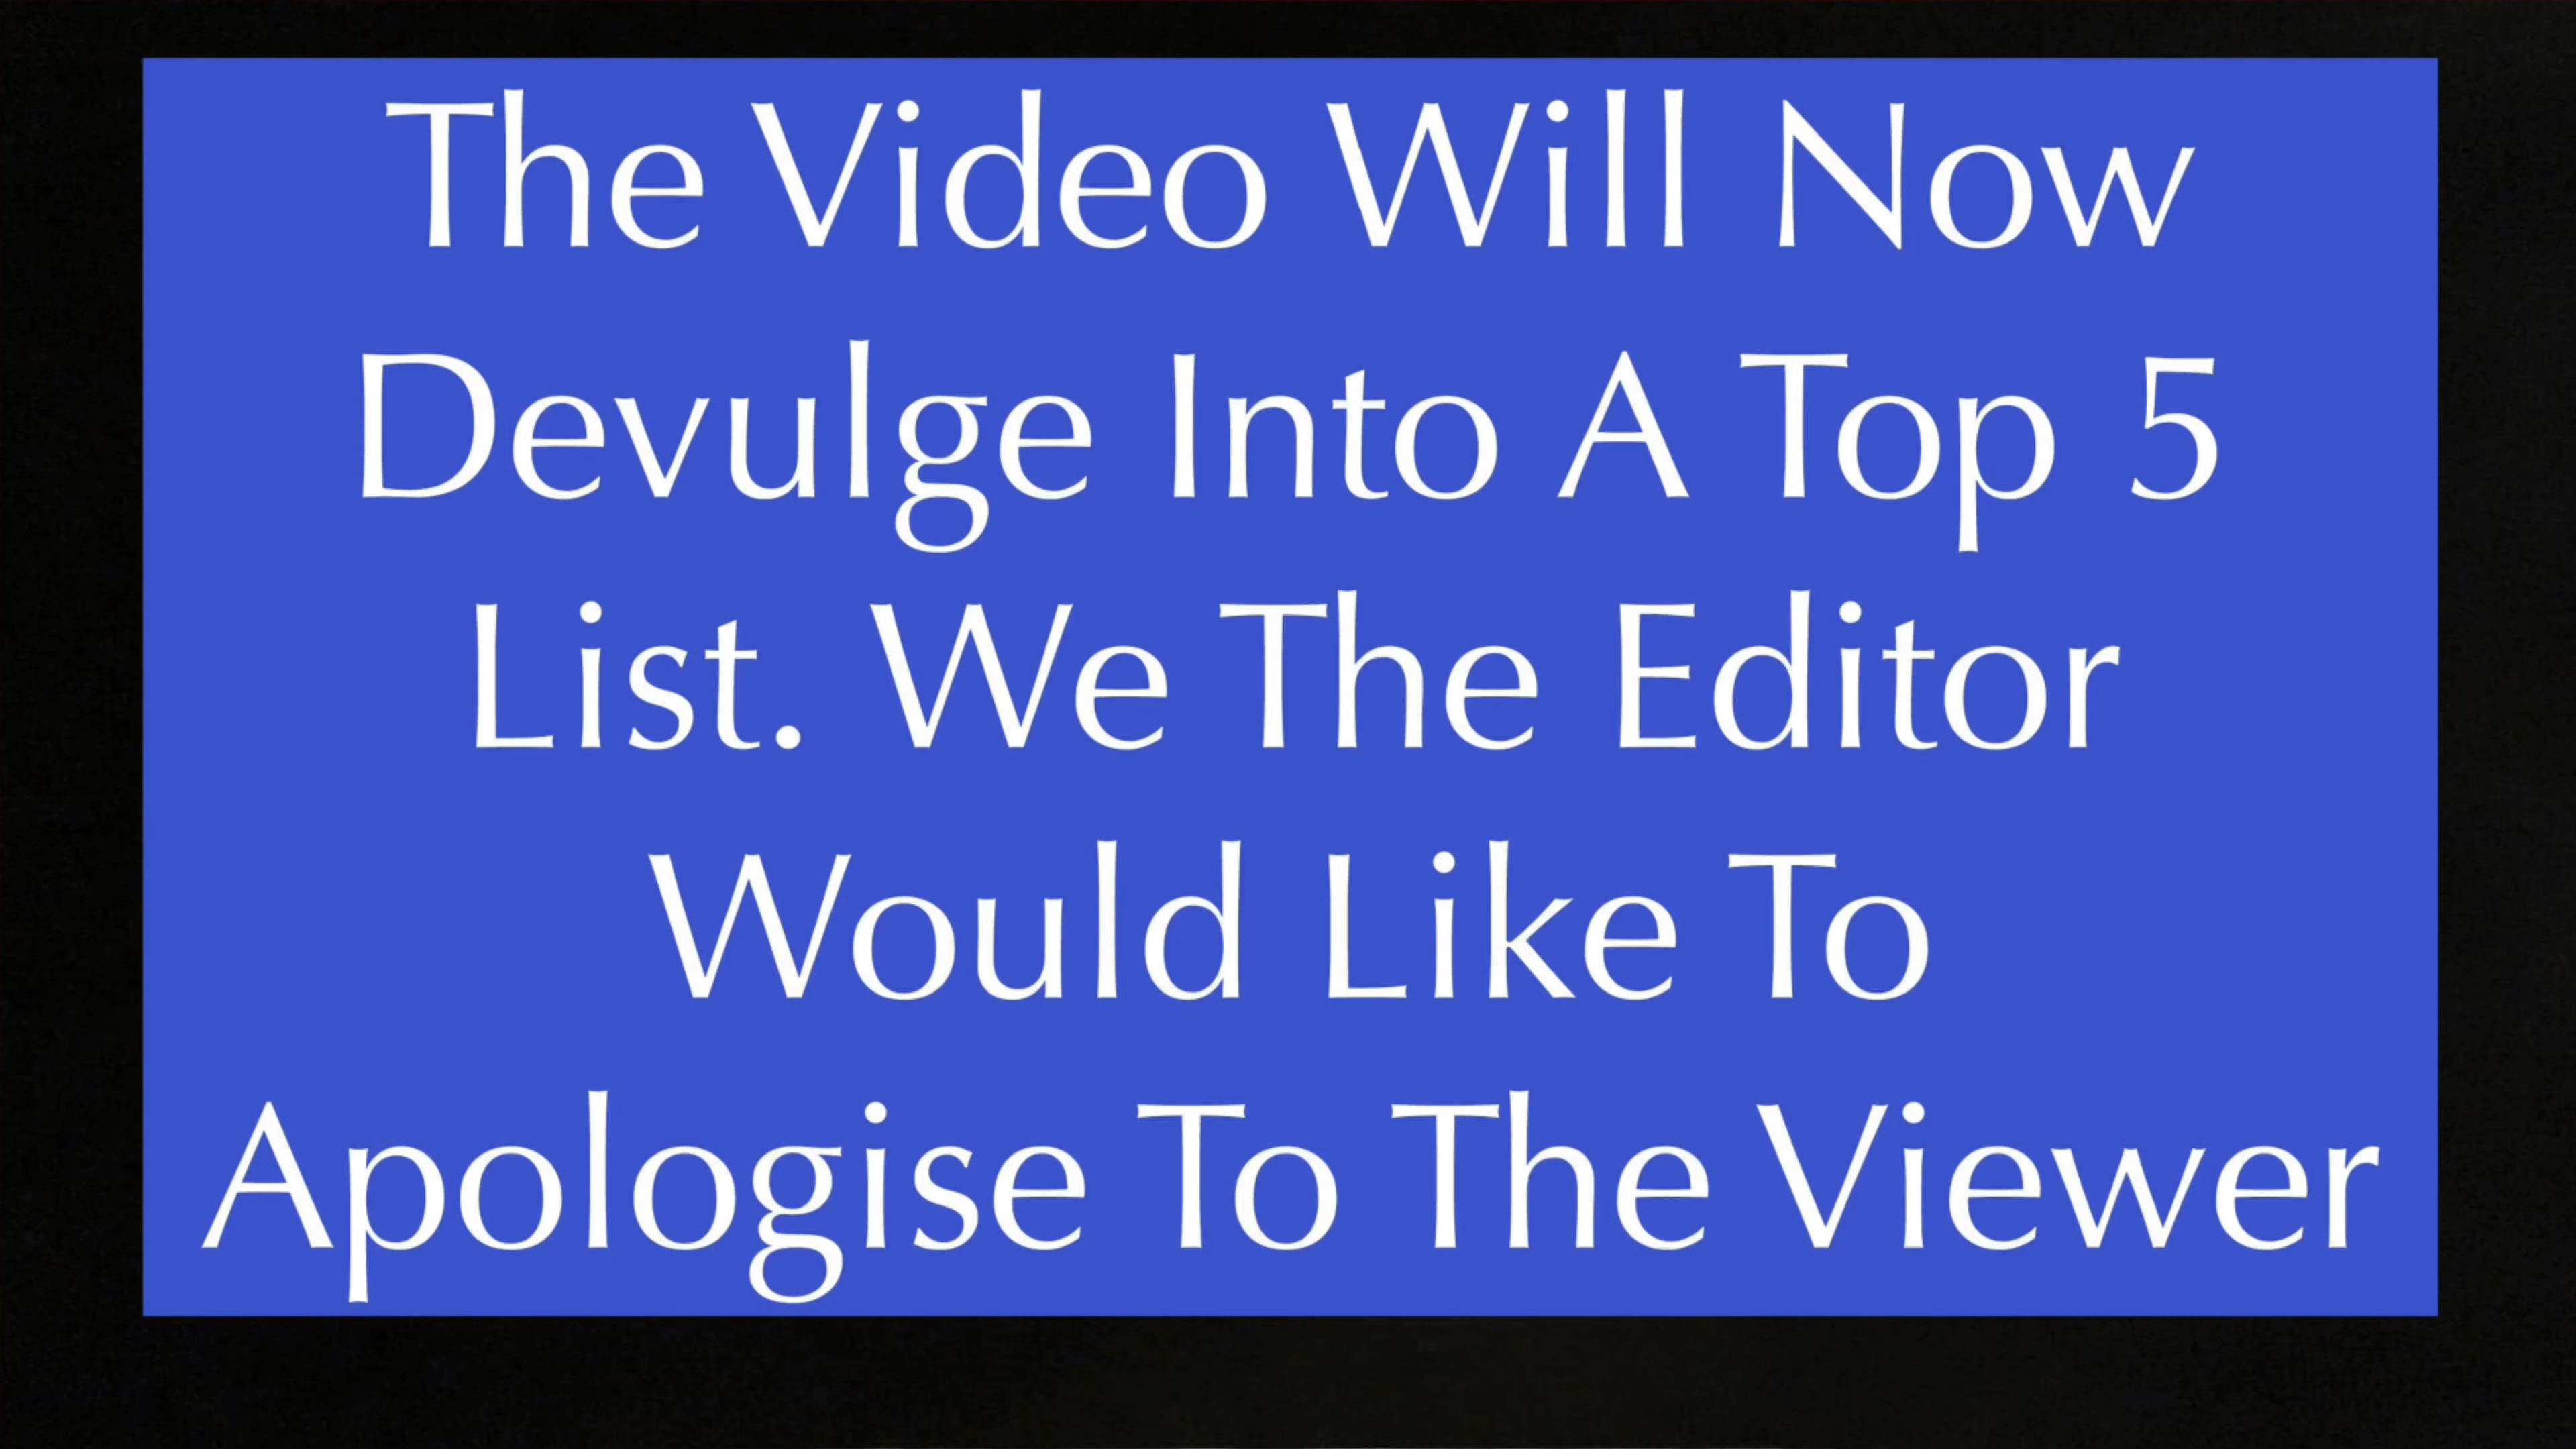 The Video Will Now
Devulge Into A Top 5
List. We The Editor
Would Like To
Apologise To The Viewer